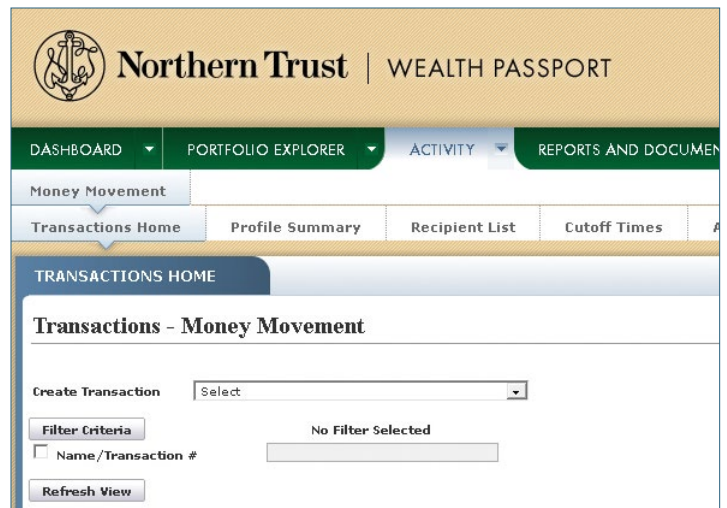 Northern Trust | WEALTH PASSPORT
DASHBOARD PORTFOLIO EXPLORER ACTIVITY REPORTS AND DOCUMEN
Money Movement
Transactions Home Profile Summary Recipient List Cutoff Times A
TRANSACTIONS HOME
Transactions - Money Movement
Create Transaction Select
Filter Criteria No Filter Selected
Name/Transaction #
Refresh View